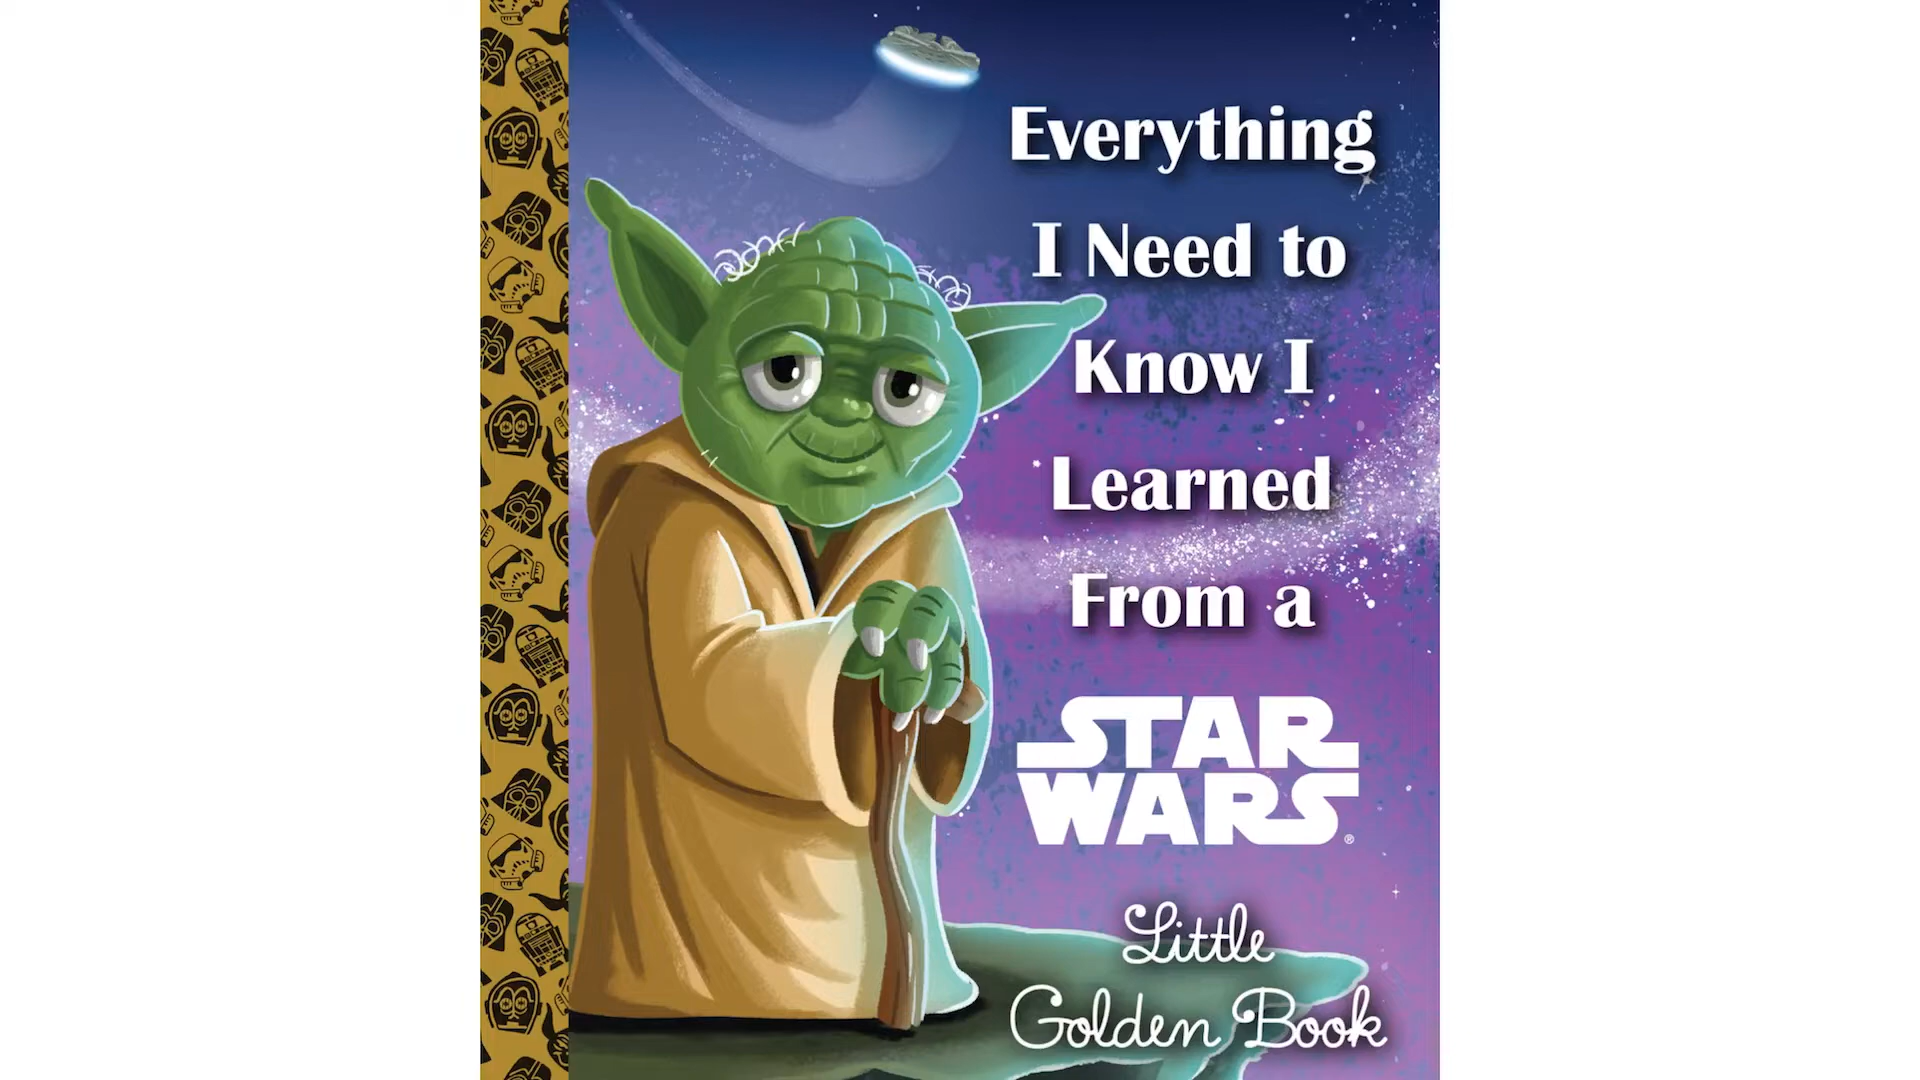 Everything
I Need to
Know I
Learned
From a
STAR
WARS®
Little
Golden Book